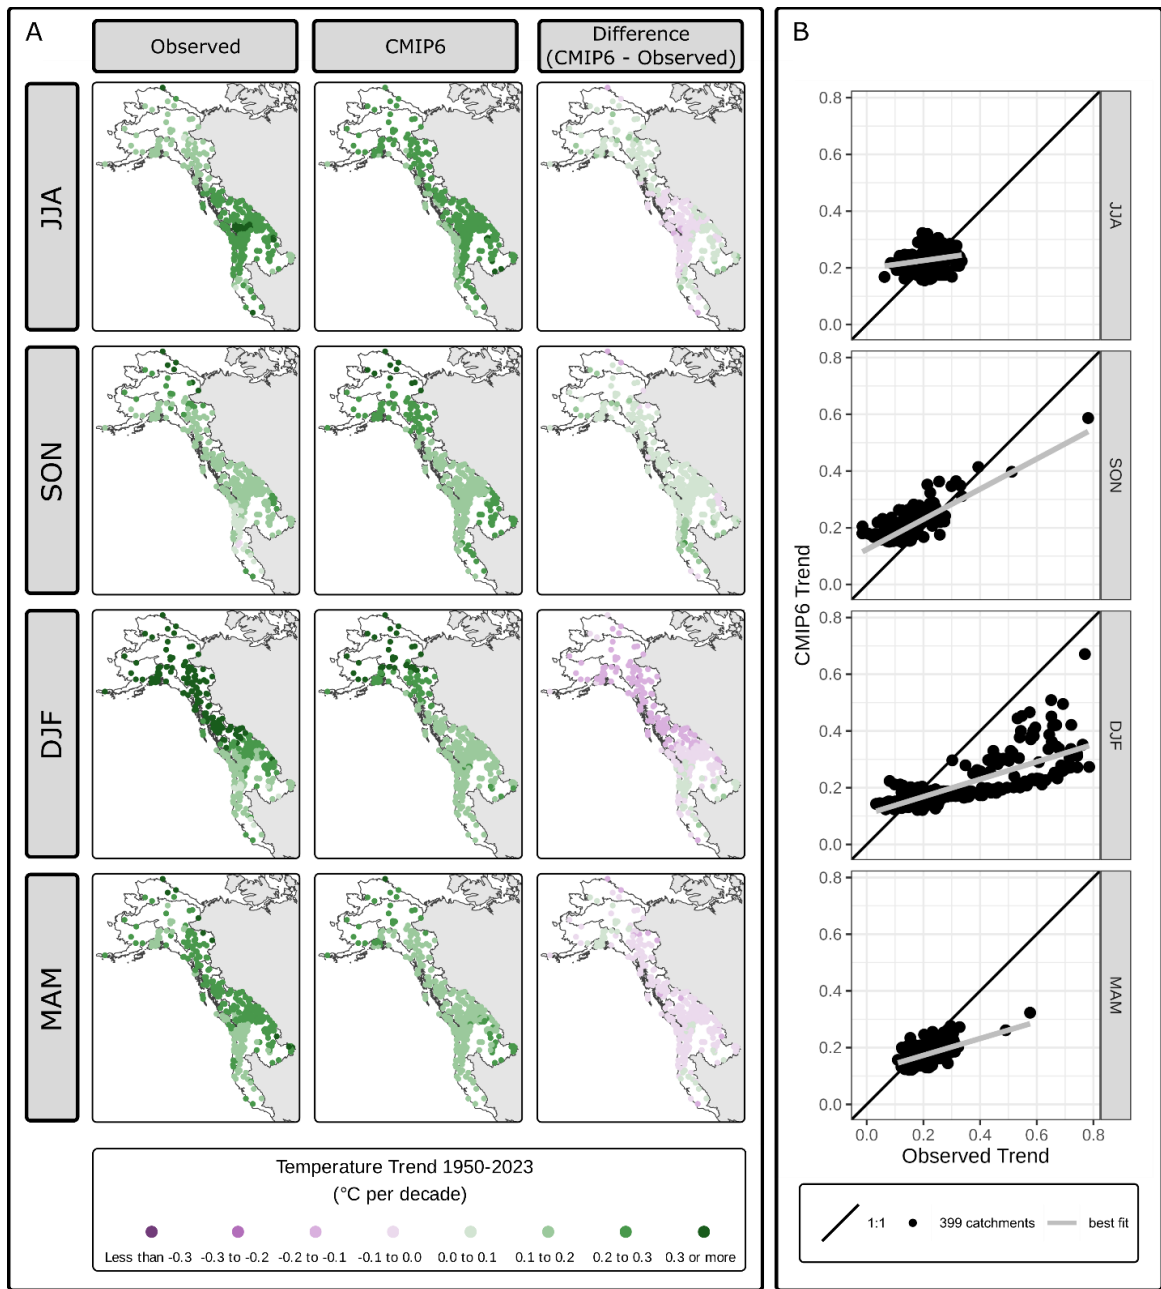 A
Observed
CMIP6
Difference
(CMIP6 - Observed)
JJA
SON
DJF
MAM
Temperature Trend 1950-2023
(°C per decade)
Less than -0.3
-0.3 to -0.2
-0.2 to -0.1
-0.1 to 0.0
0.0 to 0.1
0.1 to 0.2
0.2 to 0.3
0.3 or more
B
CMIP6 Trend
0.8
0.6
0.4
0.2
0.0
JJA
0.8
0.6
0.4
0.2
0.0
SON
0.8
0.6
0.4
0.2
0.0
DJF
0.8
0.6
0.4
0.2
0.0
MAM
0.0 0.2 0.4 0.6 0.8
Observed Trend
1:1
399 catchments
best fit